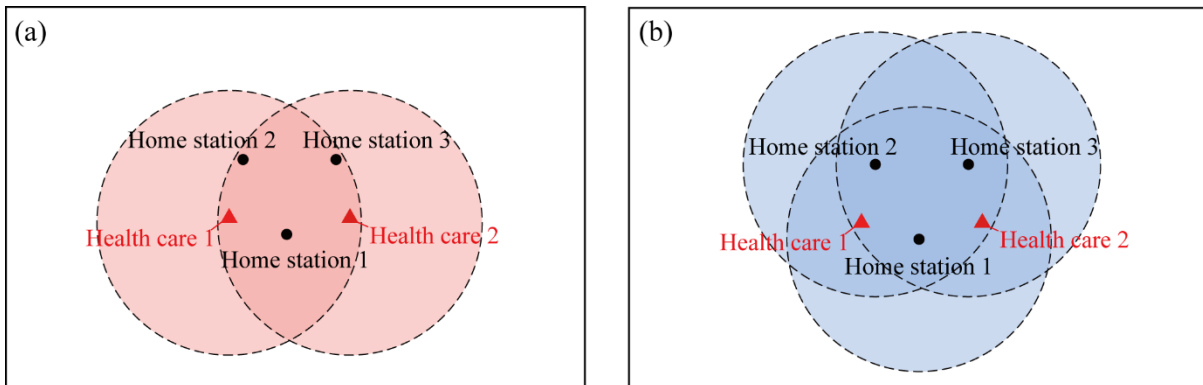 (a)
Home station 2
Home station 3
Health care 1
Health care 2
Home station 1
(b)
Home station 2
Home station 3
Health care 1
Health care 2
Home station 1